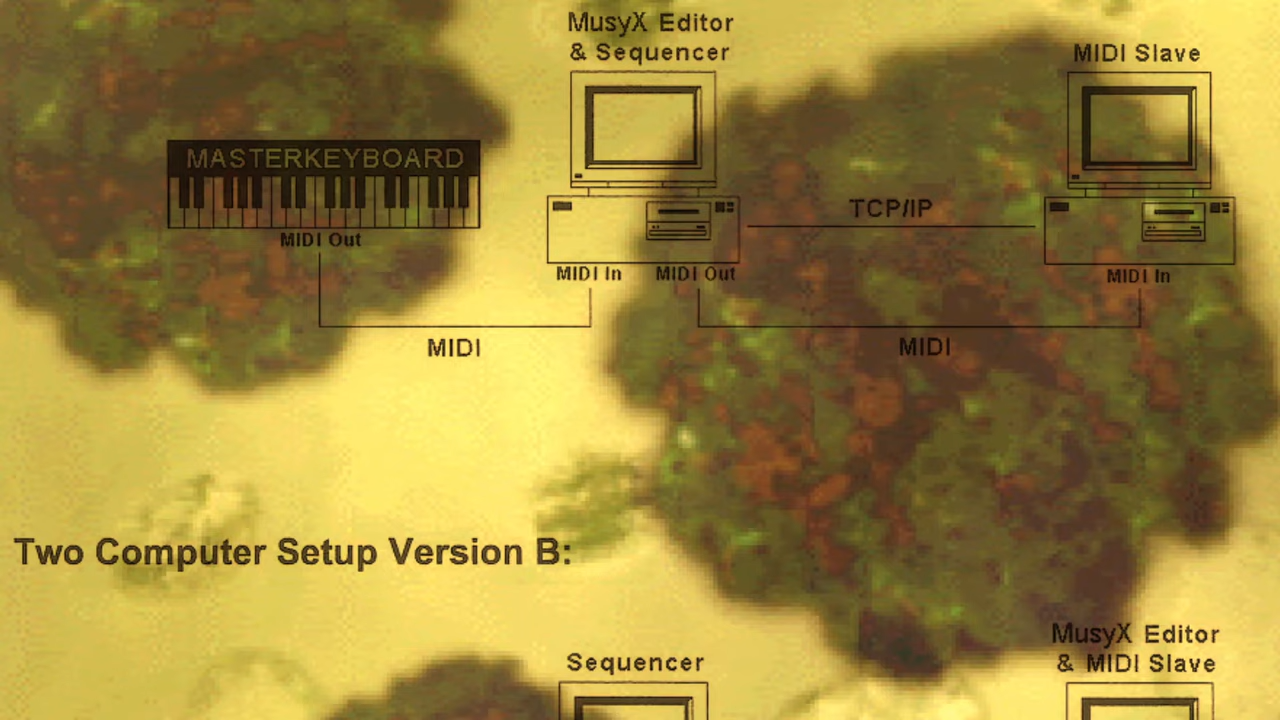 MusyX Editor
& Sequencer
MIDI Slave
MASTERKEYBOARD
TCP/IP
MIDI Out
MIDI In
MIDI Out
MIDI In
MIDI
MIDI
Two Computer Setup Version B:
MusyX Editor
& MIDI Slave
Sequencer